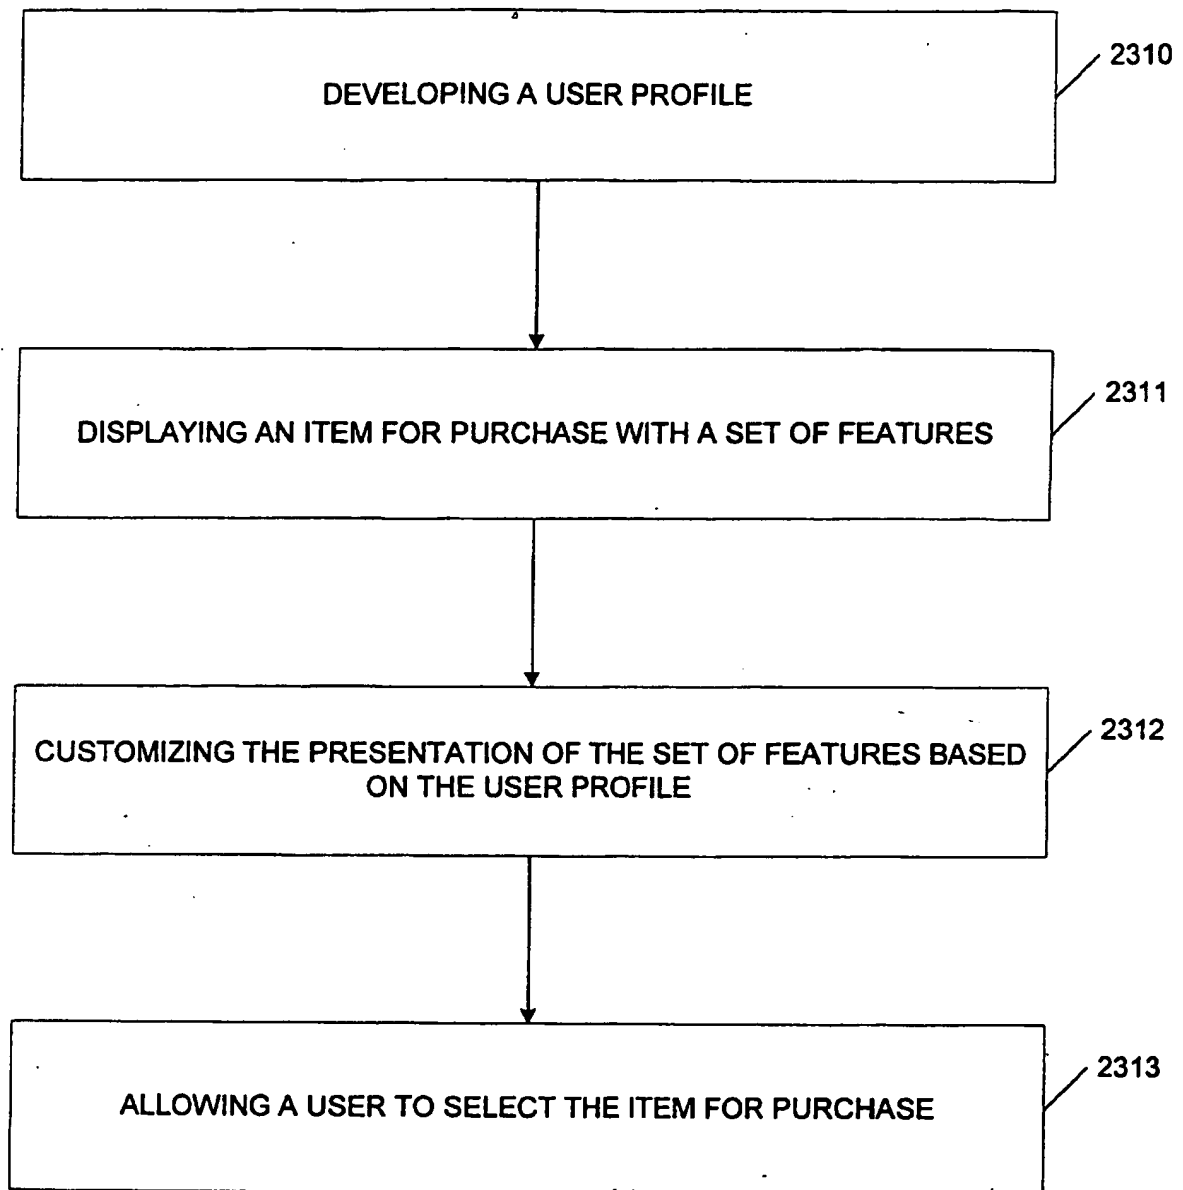 2310
DEVELOPING A USER PROFILE
2311
DISPLAYING AN ITEM FOR PURCHASE WITH A SET OF FEATURES
2312
CUSTOMIZING THE PRESENTATION OF THE SET OF FEATURES BASED
ON THE USER PROFILE
2313
ALLOWING A USER TO SELECT THE ITEM FOR PURCHASE